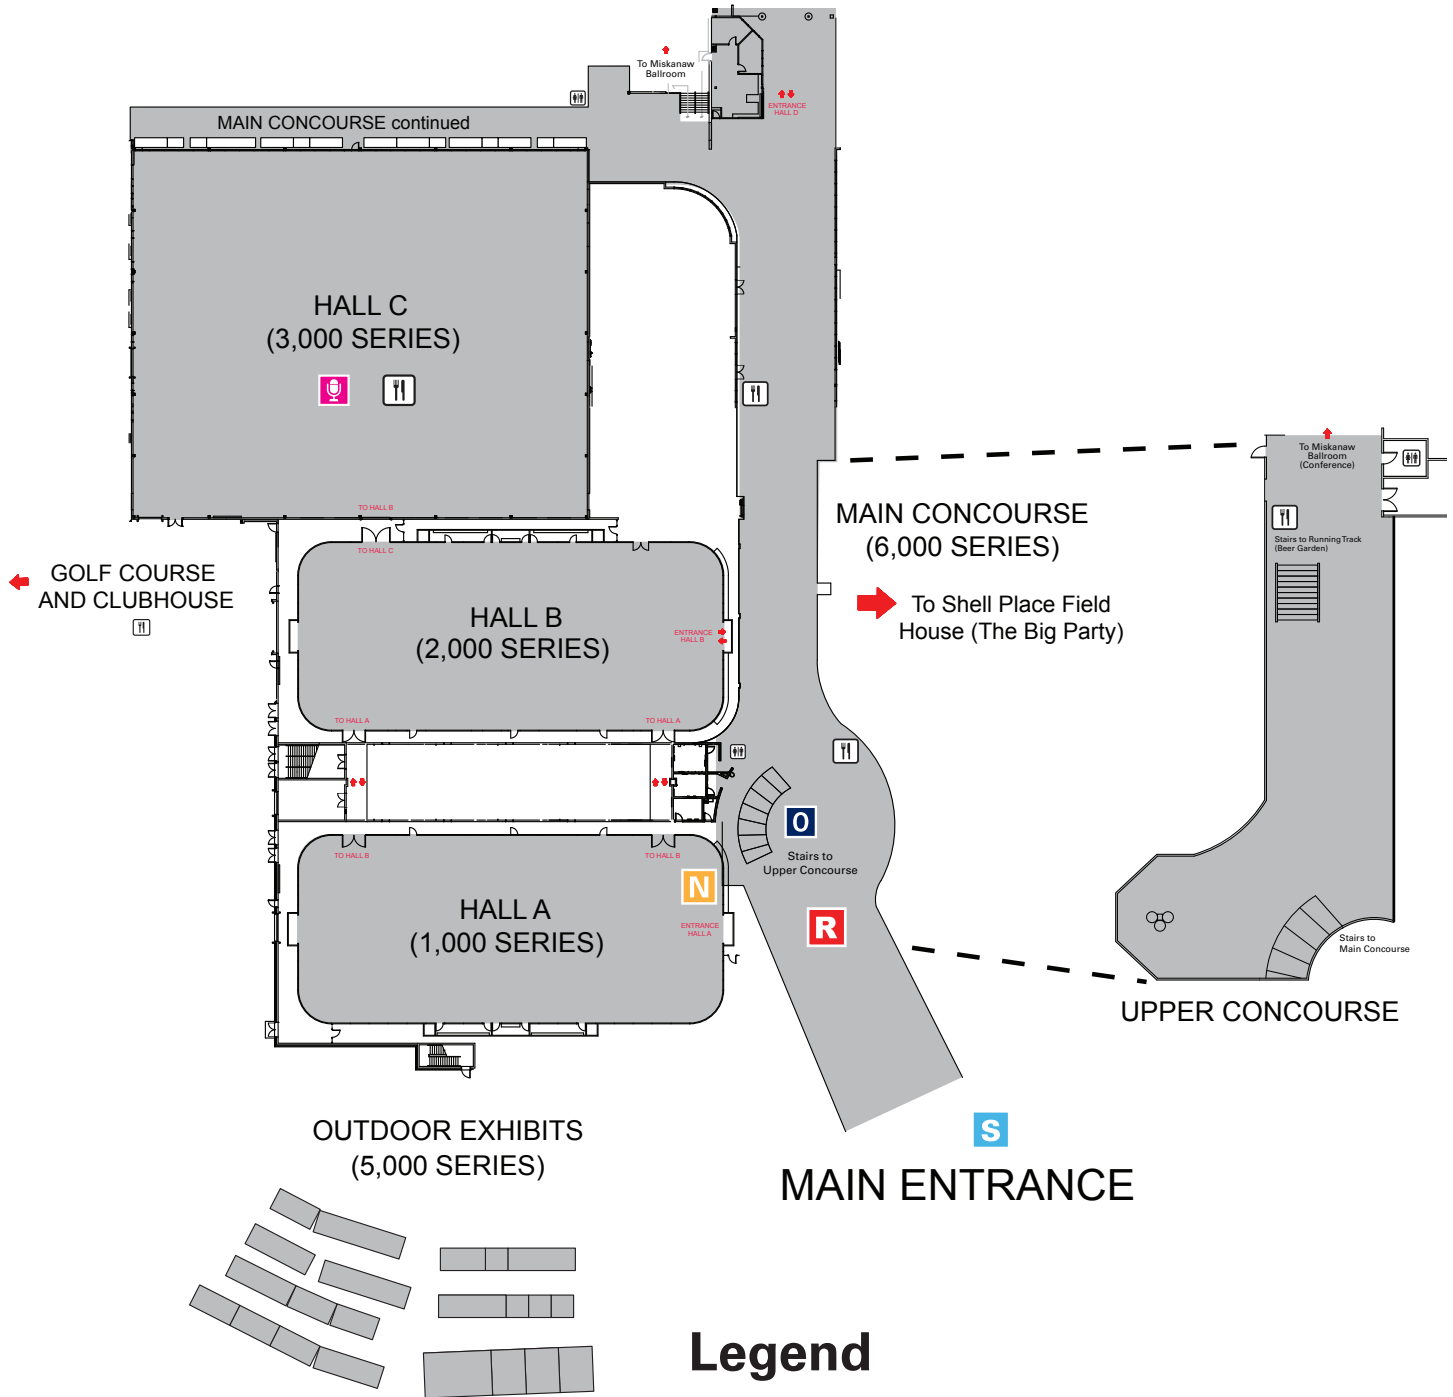 To Miskanaw
Ballroom
ENTRANCE
HALL D
MAIN CONCOURSE continued
HALL C
(3,000 SERIES)
TO HALL B
TO HALL C
To Miskanaw
Ballroom
(Conference)
MAIN CONCOURSE
(6,000 SERIES)
Stairs to Running Track
(Beer Garden)
GOLF COURSE
AND CLUBHOUSE
HALL B
(2,000 SERIES)
ENTRANCE
HALL B
To Shell Place Field
House (The Big Party)
TO HALL A
TO HALL A
O
Stairs to
Upper Concourse
TO HALL B
TO HALL B
N
HALL A
(1,000 SERIES)
ENTRANCE
HALL A
R
Stairs to
Main Concourse
UPPER CONCOURSE
OUTDOOR EXHIBITS
(5,000 SERIES)
S
MAIN ENTRANCE
Legend